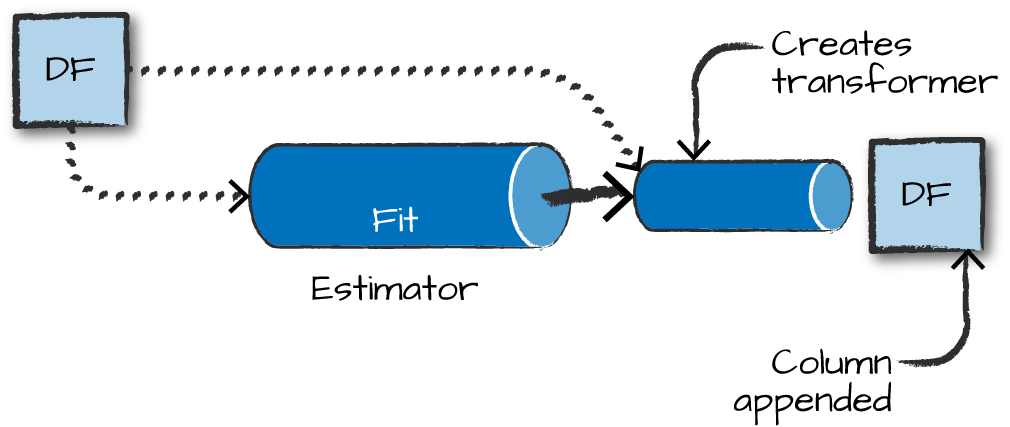 DF
Creates
transformer
DF
Fit
Estimator
Column
appended